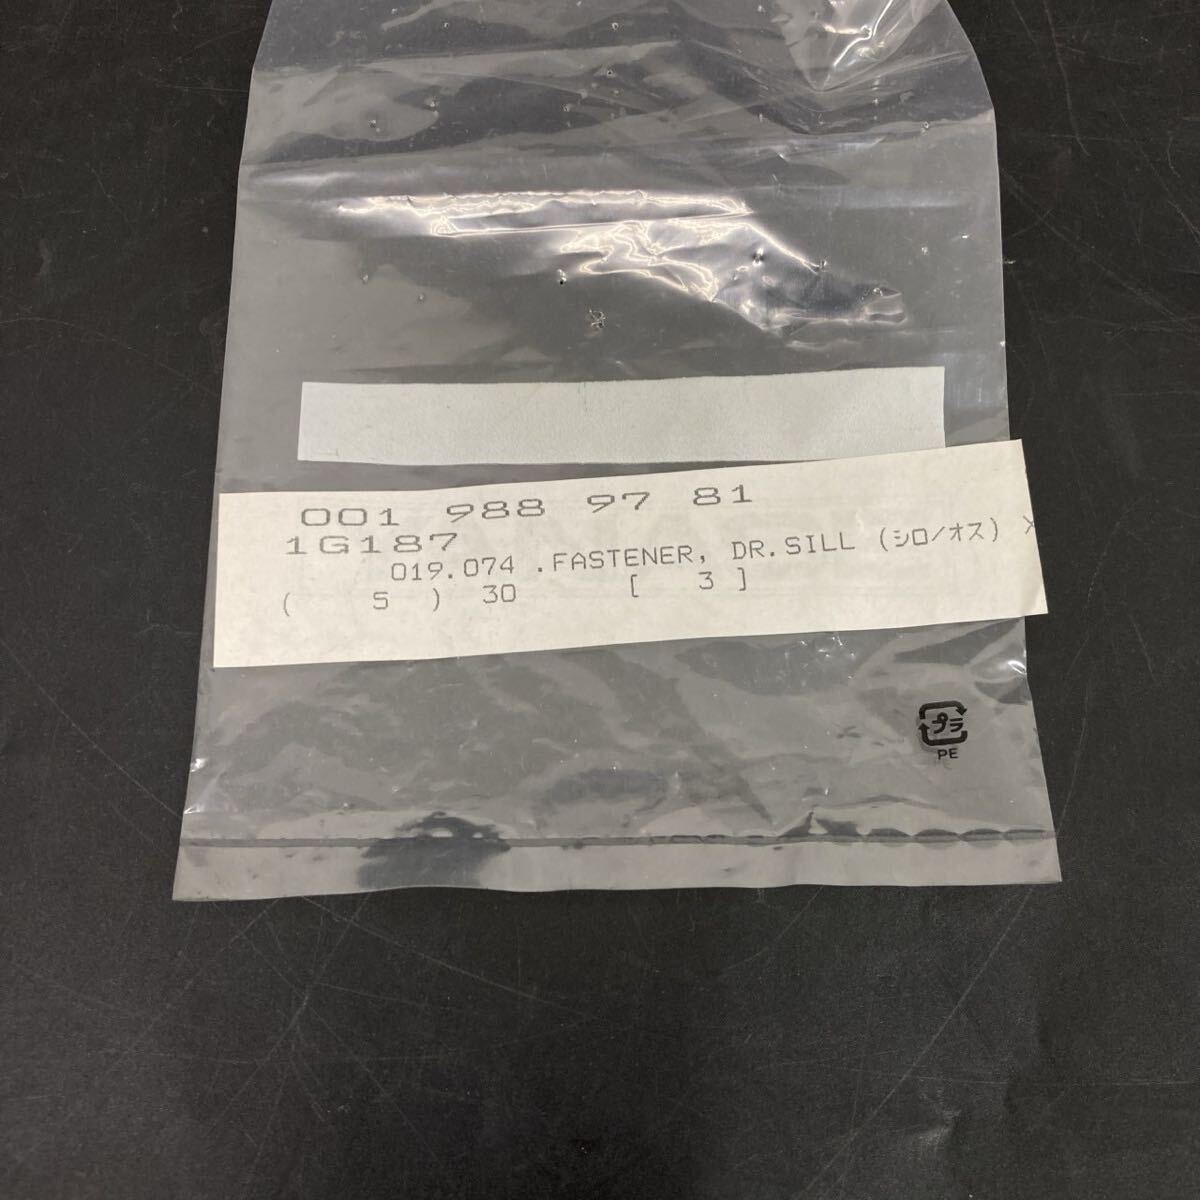 001 988 97 81
1G187
019.074 .FASTENER, DR.SILL (シロ/オス)
( S ) 30 [ 3 ]
プラ
PE